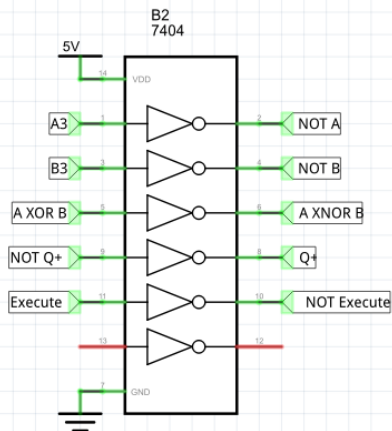 B2
7404
5V
14 VDD
A3 1 2 NOT A
B3 3 4 NOT B
A XOR B 5 6 A XNOR B
NOT Q+ 9 8 Q+
Execute 11 10 NOT Execute
13 12
7 GND